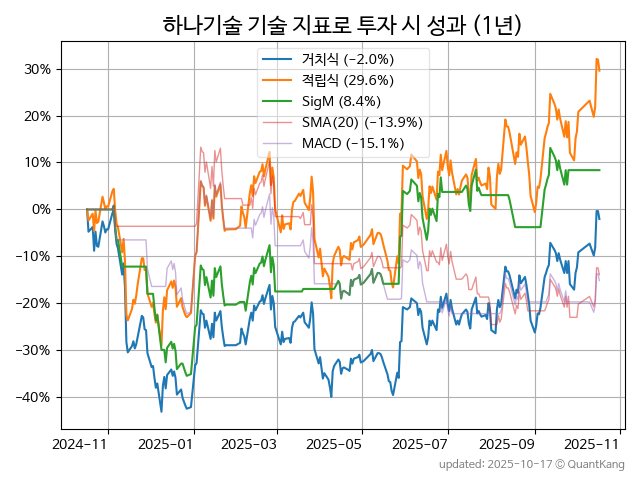 하나기술 기술 지표로 투자 시 성과 (1년)
거치식 (−2.0%)
적립식 (29.6%)
SigM (8.4%)
SMA(20) (−13.9%)
MACD (−15.1%)
30%
20%
10%
0%
−10%
−20%
−30%
−40%
2024-11
2025-01
2025-03
2025-05
2025-07
2025-09
2025-11
updated: 2025-10-17 © QuantKang